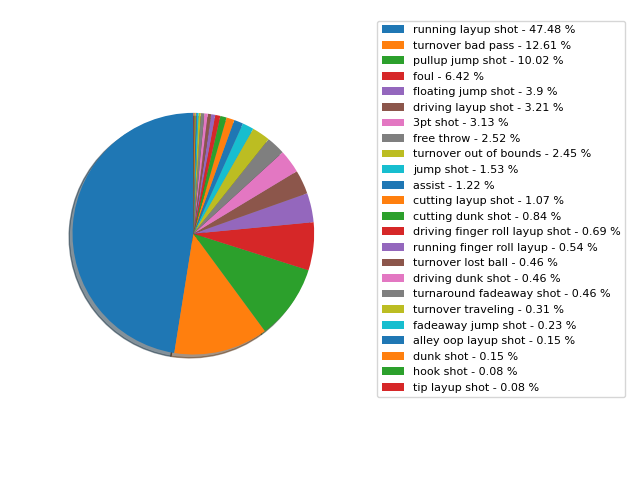 running layup shot - 47.48 %
turnover bad pass - 12.61 %
pullup jump shot - 10.02 %
foul - 6.42 %
floating jump shot - 3.9 %
driving layup shot - 3.21 %
3pt shot - 3.13 %
free throw - 2.52 %
turnover out of bounds - 2.45 %
jump shot - 1.53 %
assist - 1.22 %
cutting layup shot - 1.07 %
cutting dunk shot - 0.84 %
driving finger roll layup shot - 0.69 %
running finger roll layup - 0.54 %
turnover lost ball - 0.46 %
driving dunk shot - 0.46 %
turnaround fadeaway shot - 0.46 %
turnover traveling - 0.31 %
fadeaway jump shot - 0.23 %
alley oop layup shot - 0.15 %
dunk shot - 0.15 %
hook shot - 0.08 %
tip layup shot - 0.08 %